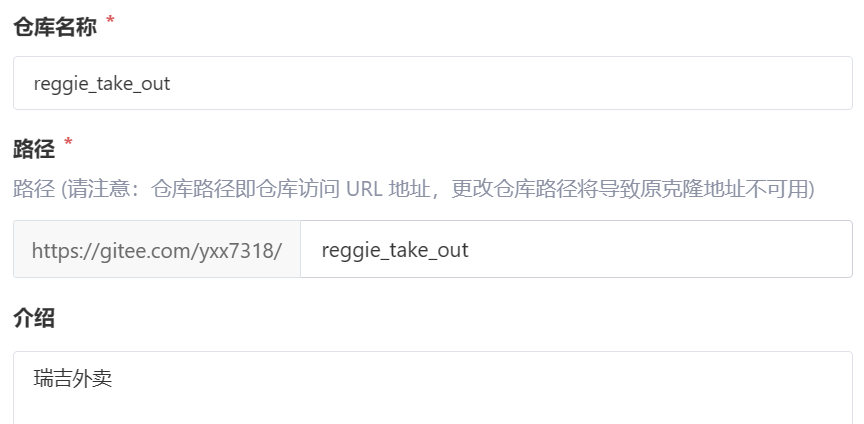 仓库名称 *
reggie_take_out
路径 *
路径 (请注意：仓库路径即仓库访问 URL 地址，更改仓库路径将导致原克隆地址不可用)
https://gitee.com/yxx7318/ reggie_take_out
介绍
瑞吉外卖